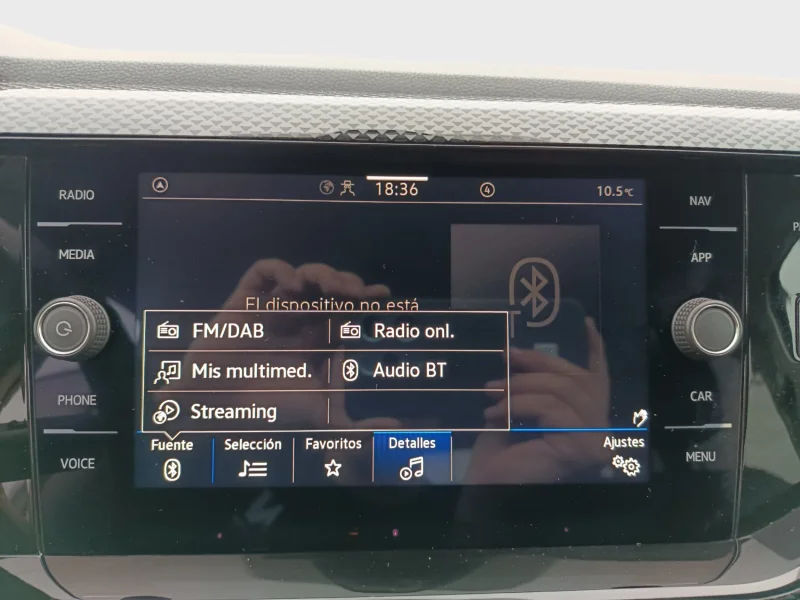 RADIO
MEDIA
PHONE
VOICE
18:36
4
10.5°C
El dispositivo no está
FM/DAB
Radio onl.
Mis multimed.
Audio BT
Streaming
Fuente
Selección
Favoritos
Detalles
Ajustes
NAV
APP
CAR
MENU